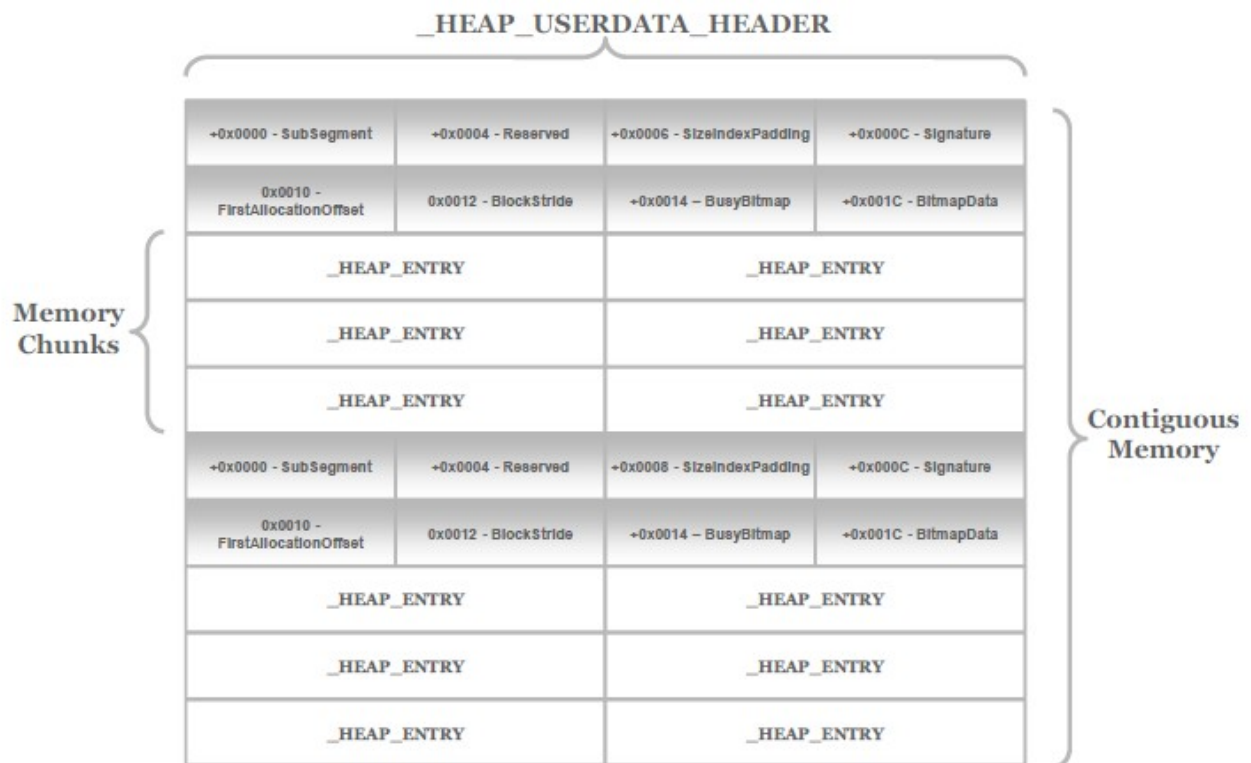 _HEAP_USERDATA_HEADER
+0x0000 - SubSegment
+0x0004 - Reserved
+0x0006 - SizeIndexPadding
+0x000C - Signature
0x0010 -
FirstAllocationOffset
0x0012 - BlockStride
+0x0014 – BusyBitmap
+0x001C - BitmapData
Memory
Chunks
_HEAP_ENTRY
_HEAP_ENTRY
_HEAP_ENTRY
_HEAP_ENTRY
_HEAP_ENTRY
_HEAP_ENTRY
Contiguous
Memory
+0x0000 - SubSegment
+0x0004 - Reserved
+0x0008 - SizeIndexPadding
+0x000C - Signature
0x0010 -
FirstAllocationOffset
0x0012 - BlockStride
+0x0014 – BusyBitmap
+0x001C - BitmapData
_HEAP_ENTRY
_HEAP_ENTRY
_HEAP_ENTRY
_HEAP_ENTRY
_HEAP_ENTRY
_HEAP_ENTRY